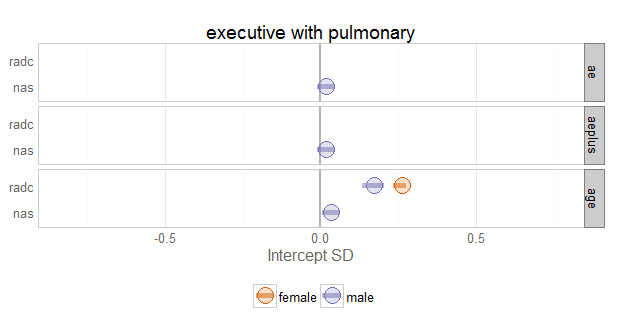 executive with pulmonary
radc
nas
ae
radc
nas
aeplus
radc
nas
age
-0.5 0.0 0.5
Intercept SD
female male